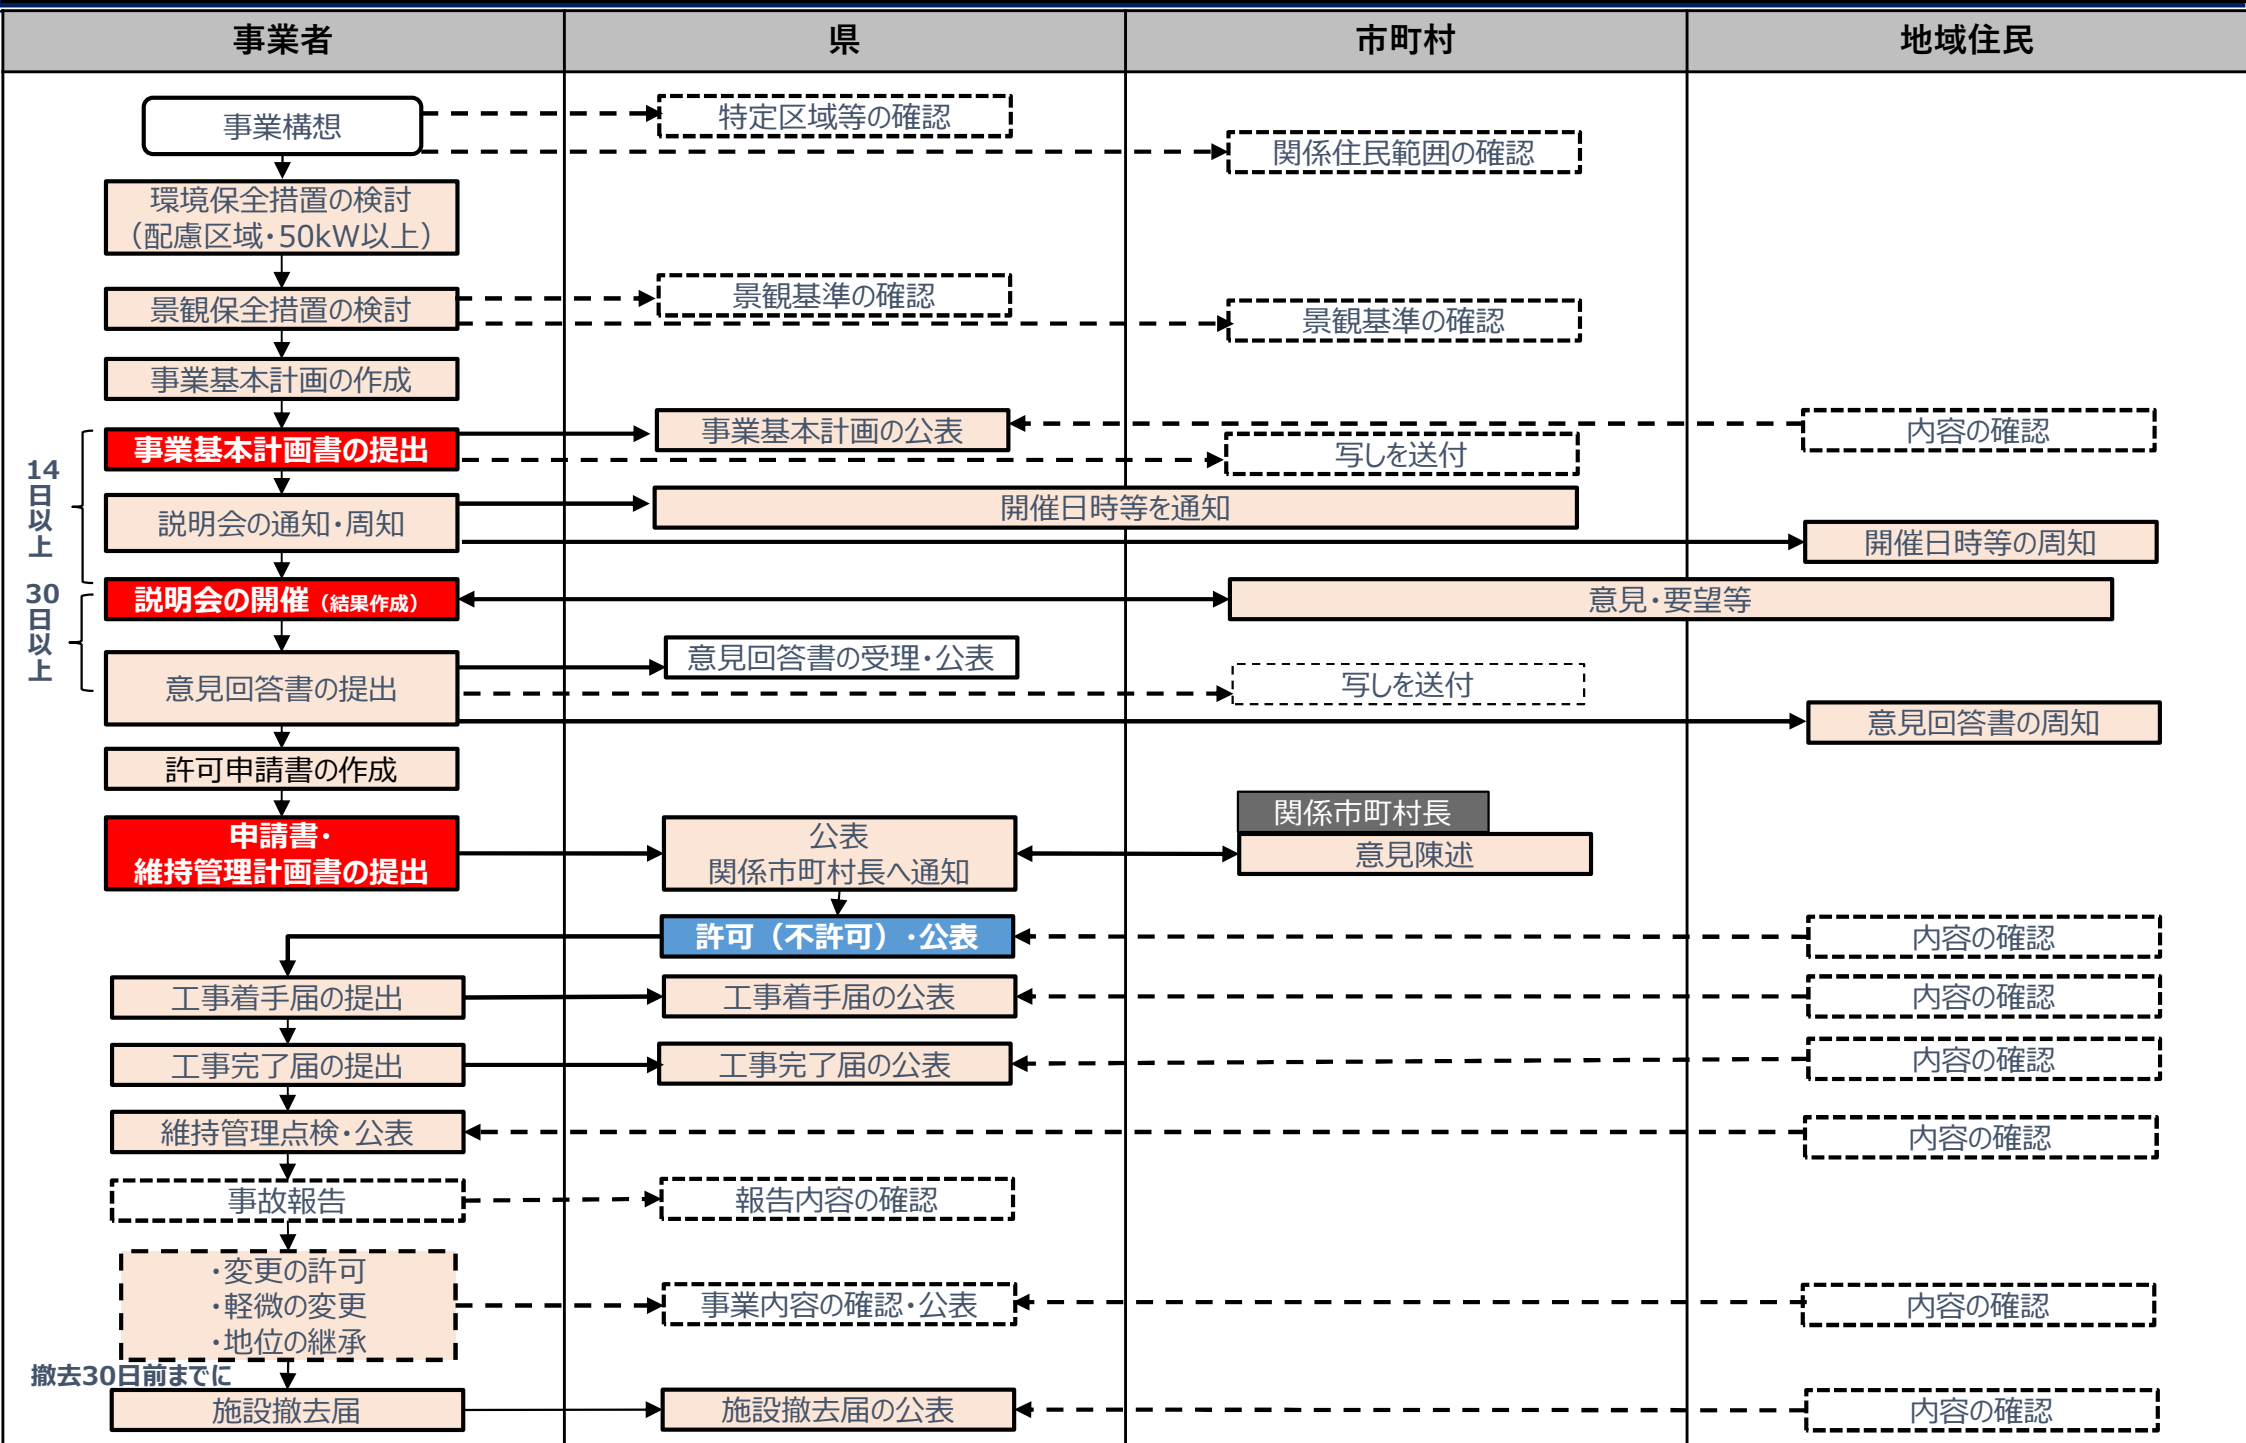 事業者
県
市町村
地域住民
事業構想
特定区域等の確認
関係住民範囲の確認
環境保全措置の検討
（配慮区域・50kW以上）
景観保全措置の検討
景観基準の確認
景観基準の確認
事業基本計画の作成
14日以上
事業基本計画書の提出
事業基本計画の公表
写しを送付
内容の確認
説明会の通知・周知
開催日時等を通知
開催日時等の周知
30日以上
説明会の開催（結果作成）
意見・要望等
意見回答書の提出
意見回答書の受理・公表
写しを送付
意見回答書の周知
許可申請書の作成
申請書・
維持管理計画書の提出
公表
関係市町村長へ通知
関係市町村長
意見陳述
許可（不許可）・公表
内容の確認
工事着手届の提出
工事着手届の公表
内容の確認
工事完了届の提出
工事完了届の公表
内容の確認
維持管理点検・公表
内容の確認
事故報告
報告内容の確認
・変更の許可
・軽微の変更
・地位の継承
事業内容の確認・公表
内容の確認
撤去30日前までに
施設撤去届
施設撤去届の公表
内容の確認